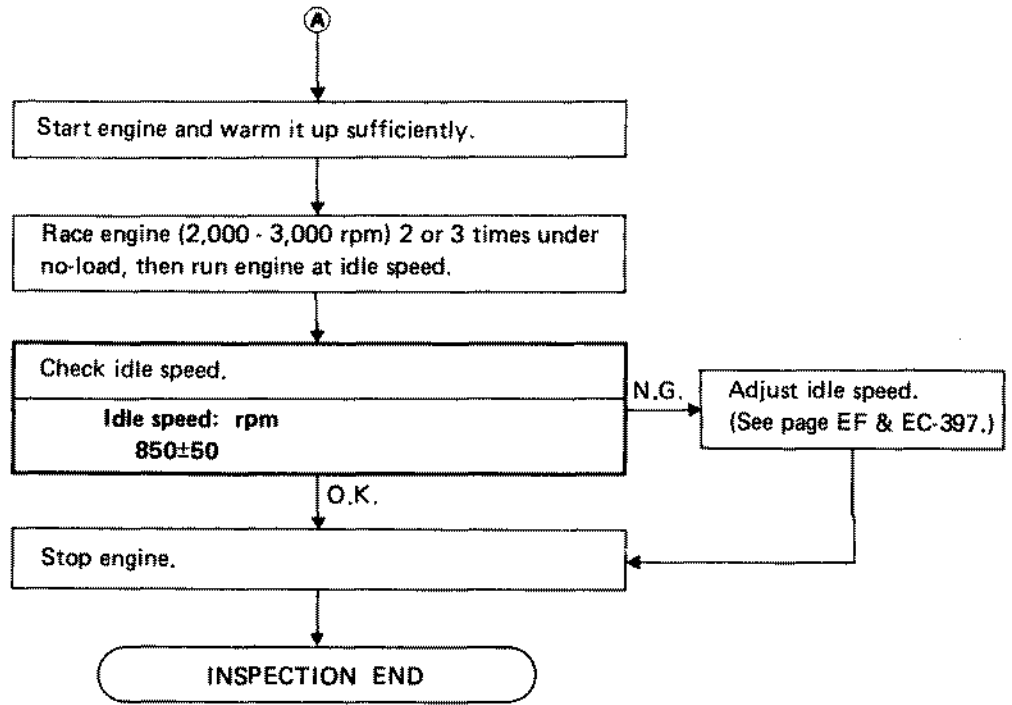 A
Start engine and warm it up sufficiently.
Race engine (2,000 - 3,000 rpm) 2 or 3 times under
no-load, then run engine at idle speed.
Check idle speed.
Idle speed: rpm
850±50
N.G.
Adjust idle speed.
(See page EF & EC-397.)
O.K.
Stop engine.
INSPECTION END